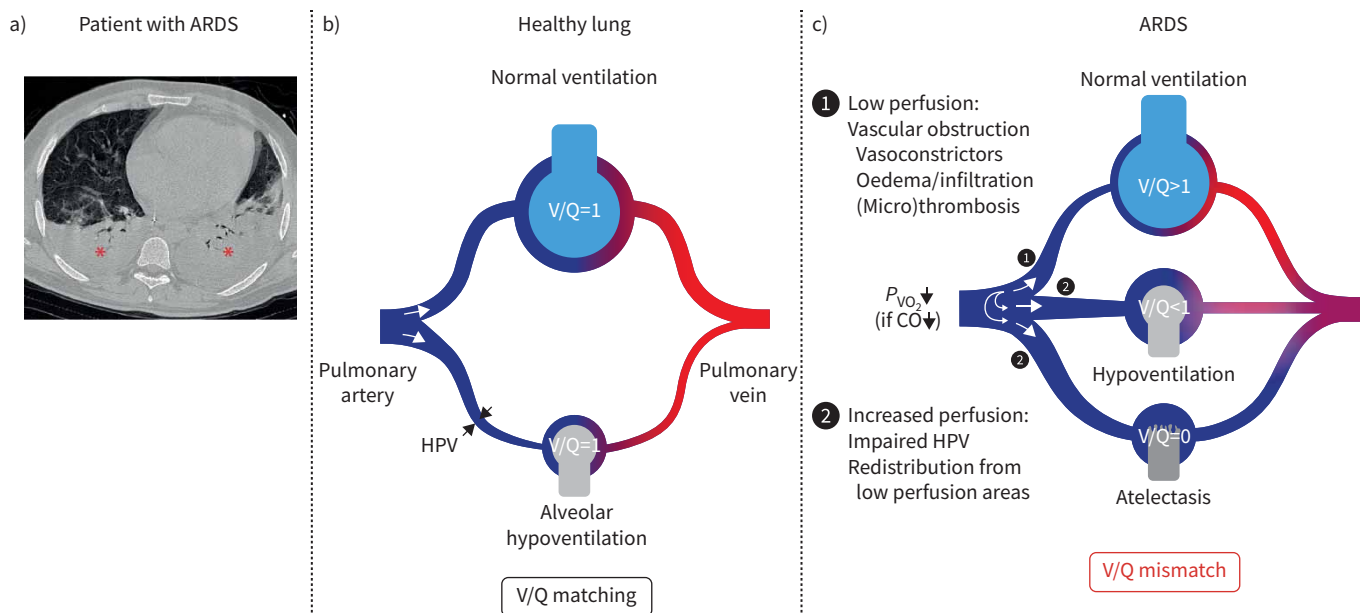 a) Patient with ARDS
*
*
b) Healthy lung
Normal ventilation
V/Q=1
Pulmonary
artery
Pulmonary
vein
HPV
V/Q=1
Alveolar
hypoventilation
V/Q matching
c) ARDS
Normal ventilation
1 Low perfusion:
Vascular obstruction
Vasoconstrictors
Oedema/infiltration
(Micro)thrombosis
V/Q>1
1
2
PVO2↓
(if CO↓)
V/Q<1
2
Hypoventilation
2 Increased perfusion:
Impaired HPV
Redistribution from
low perfusion areas
V/Q=0
Atelectasis
V/Q mismatch